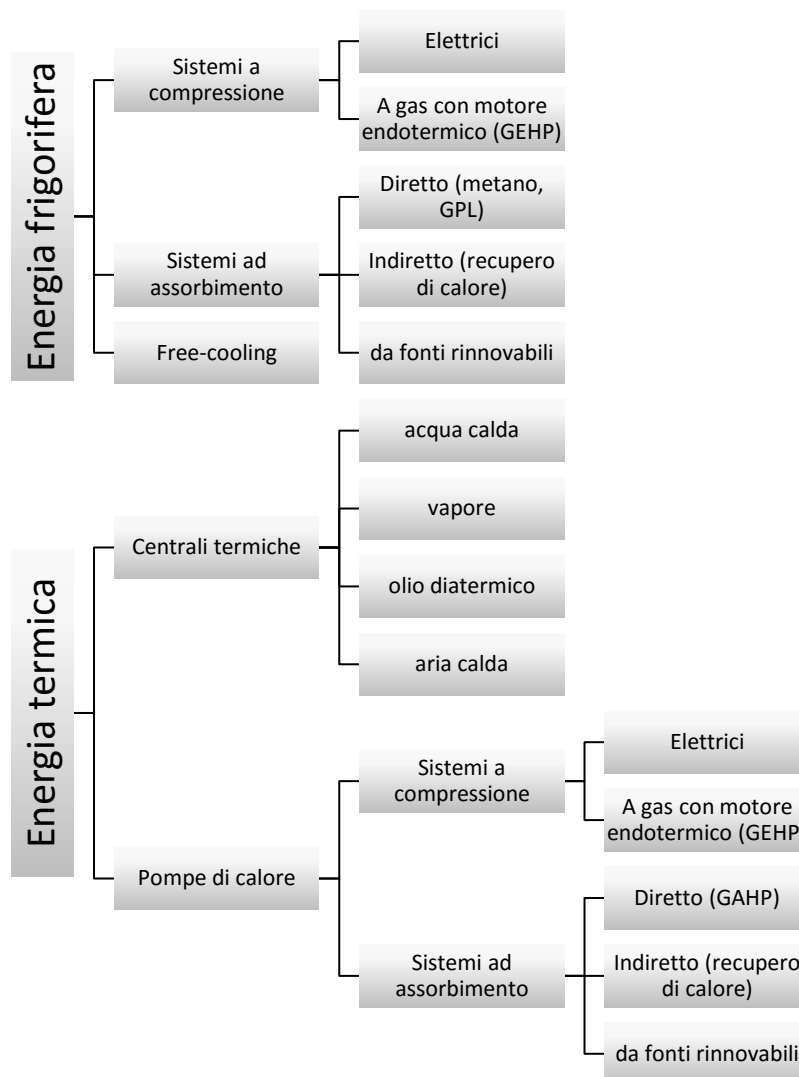 Energia frigorifera
Sistemi a
compressione
Elettrici
A gas con motore
endotermico (GEHP)
Sistemi ad
assorbimento
Diretto (metano,
GPL)
Indiretto (recupero
di calore)
da fonti rinnovabili
Free-cooling
Energia termica
Centrali termiche
acqua calda
vapore
olio diatermico
aria calda
Pompe di calore
Sistemi a
compressione
Elettrici
A gas con motore
endotermico (GEHP
Sistemi ad
assorbimento
Diretto (GAHP)
Indiretto (recupero
di calore)
da fonti rinnovabili